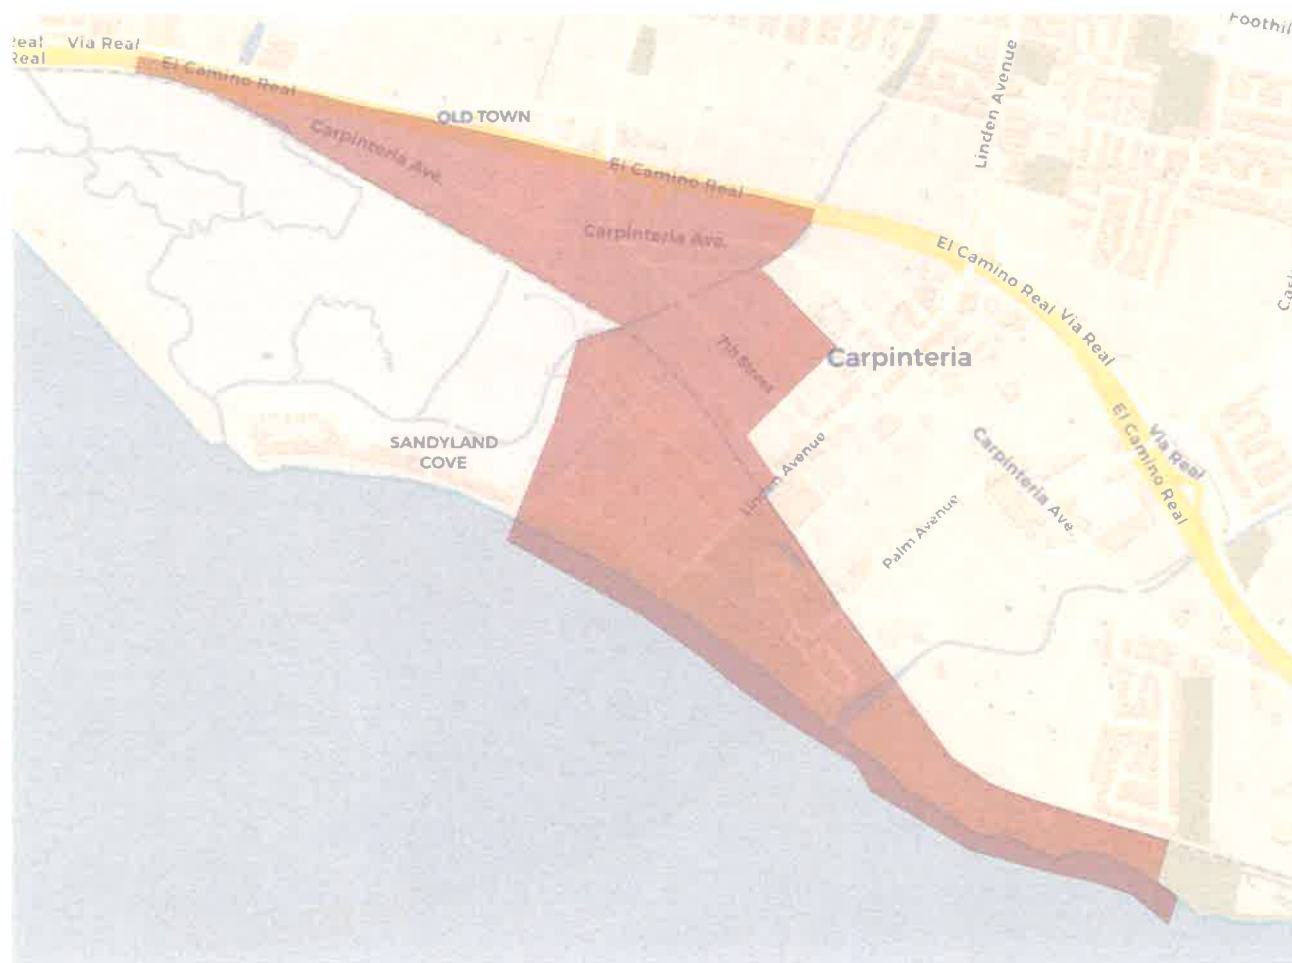 Foothil
eal Via Real
Real
El Camino Real
Linden Avenue
OLD TOWN
Carpinteria Ave.
El Camino Real
Carpinteria Ave.
El Camino Real
Via Real
7th Street
Carpinteria
SANDYLAND
COVE
Linden Avenue
Carpinteria Ave.
El Camino Real
Via Real
Palm Avenue